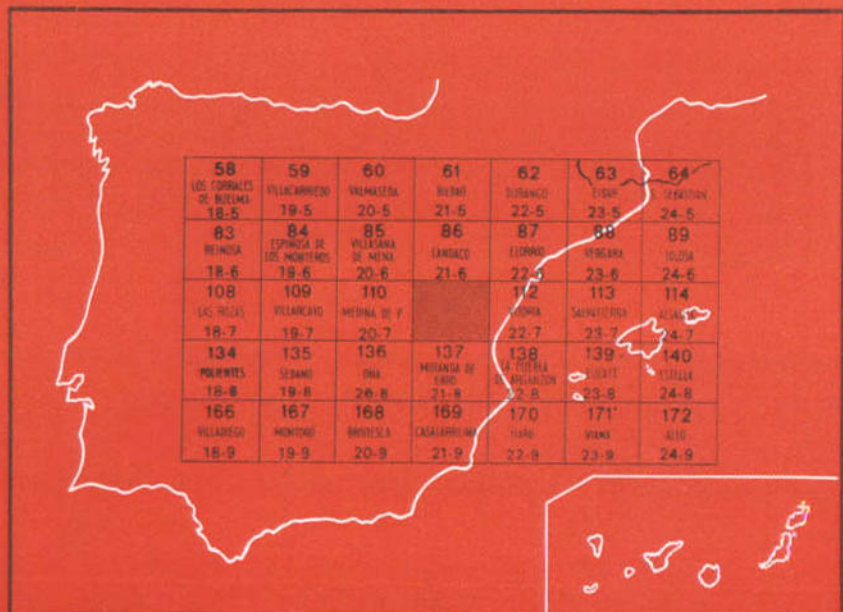 58 59 60 61 62 63 64
LOS CORRALES DE BUELMA VILLACARRIEDO VALMASEDA BILBAO DURANGO EIBAR SEBASTIAN
18-5 19-5 20-5 21-5 22-5 23-5 24-5
83 84 85 86 87 88 89
REINOSA ESPINOSA DE LOS MONTEROS VILLASANA DE MENA LANDACO ELORRIO VERGARA TOLOSA
18-6 19-6 20-6 21-6 22-6 23-6 24-6
108 109 110 112 113 114
LAS ROZAS VILLARCAYO MEDINA DE P VITORIA SALVATIERRA ALSASUA
18-7 19-7 20-7 22-7 23-7 24-7
134 135 136 137 138 139 140
POLIENTES SEDANO OÑA MIRANDA DE EBRO LA PUEBLA DE ARGANZON EULATE ESTELLA
18-8 19-8 20-8 21-8 22-8 23-8 24-8
166 167 168 169 170 171 172
VILLADIEGO MONTORO BRIVIESCA CASALARREINA HARO VIANA ALLO
18-9 19-9 20-9 21-9 22-9 23-9 24-9